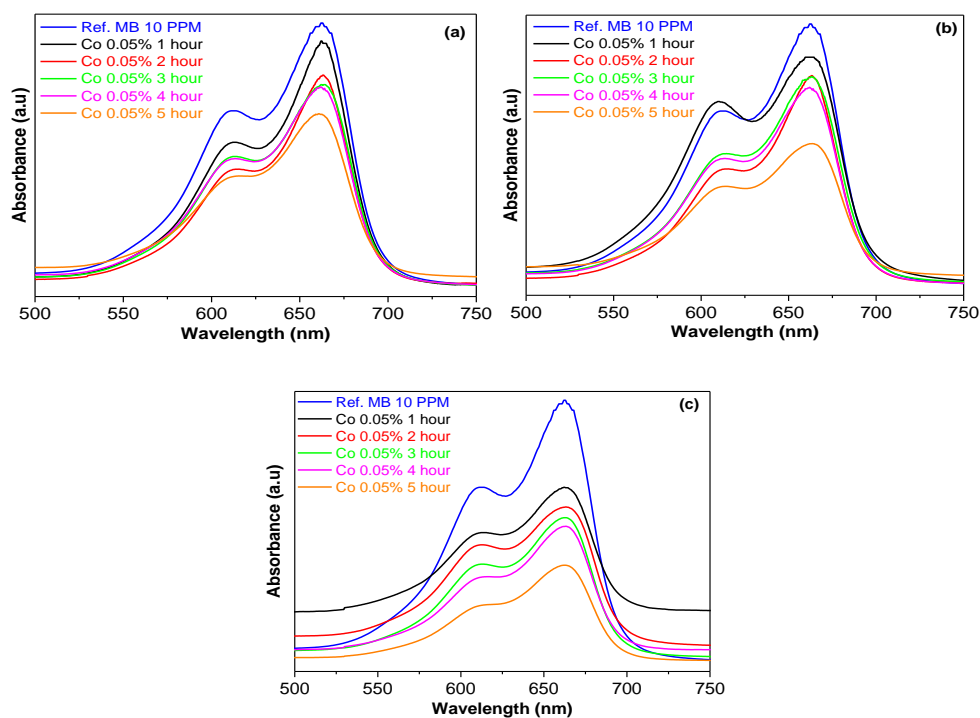 Ref. MB 10 PPM
Co 0.05% 1 hour
Co 0.05% 2 hour
Co 0.05% 3 hour
Co 0.05% 4 hour
Co 0.05% 5 hour
(a)
Absorbance (a.u)
500 550 600 650 700 750
Wavelength (nm)
Ref. MB 10 PPM
Co 0.05% 1 hour
Co 0.05% 2 hour
Co 0.05% 3 hour
Co 0.05% 4 hour
Co 0.05% 5 hour
(b)
Absorbance (a.u)
500 550 600 650 700 750
Wavelength (nm)
Ref. MB 10 PPM
Co 0.05% 1 hour
Co 0.05% 2 hour
Co 0.05% 3 hour
Co 0.05% 4 hour
Co 0.05% 5 hour
(c)
Absorbance (a.u)
500 550 600 650 700 750
Wavelength (nm)